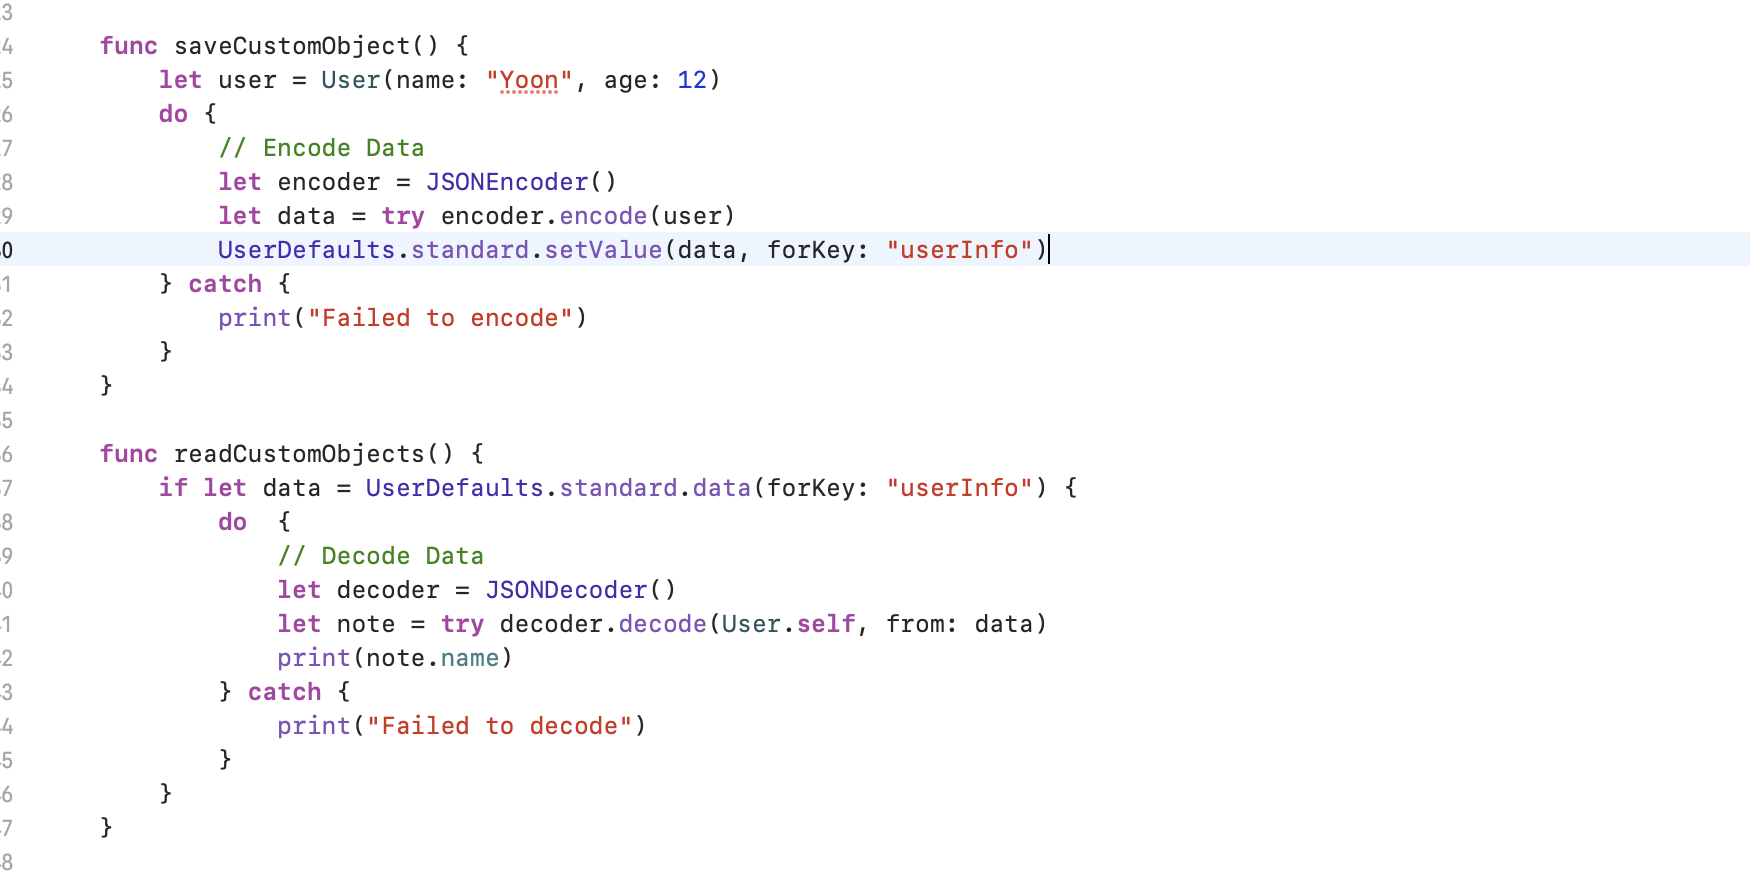 3
4 func saveCustomObject() {
5 let user = User(name: "Yoon", age: 12)
6 do {
7 // Encode Data
8 let encoder = JSONEncoder()
9 let data = try encoder.encode(user)
0 UserDefaults.standard.setValue(data, forKey: "userInfo")
1 } catch {
2 print("Failed to encode")
3 }
4 }
5
6 func readCustomObjects() {
7 if let data = UserDefaults.standard.data(forKey: "userInfo") {
8 do  {
9 // Decode Data
0 let decoder = JSONDecoder()
1 let note = try decoder.decode(User.self, from: data)
2 print(note.name)
3 } catch {
4 print("Failed to decode")
5 }
6 }
7 }
8